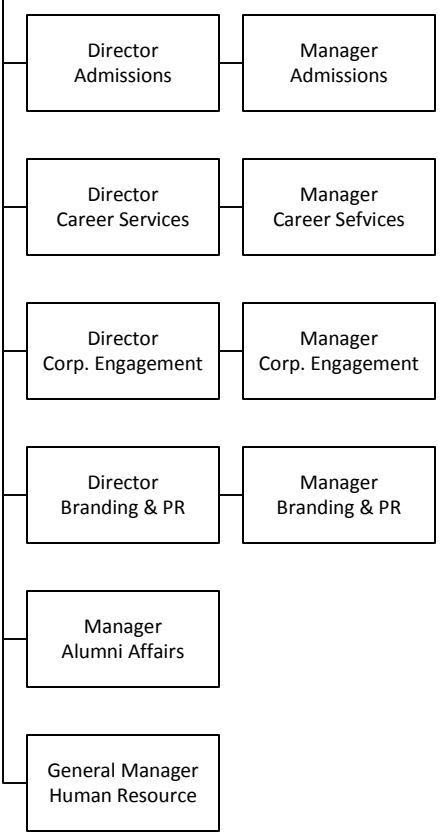 Director
Admissions
Manager
Admissions
Director
Career Services
Manager
Career Sefvices
Director
Corp. Engagement
Manager
Corp. Engagement
Director
Branding & PR
Manager
Branding & PR
Manager
Alumni Affairs
General Manager
Human Resource